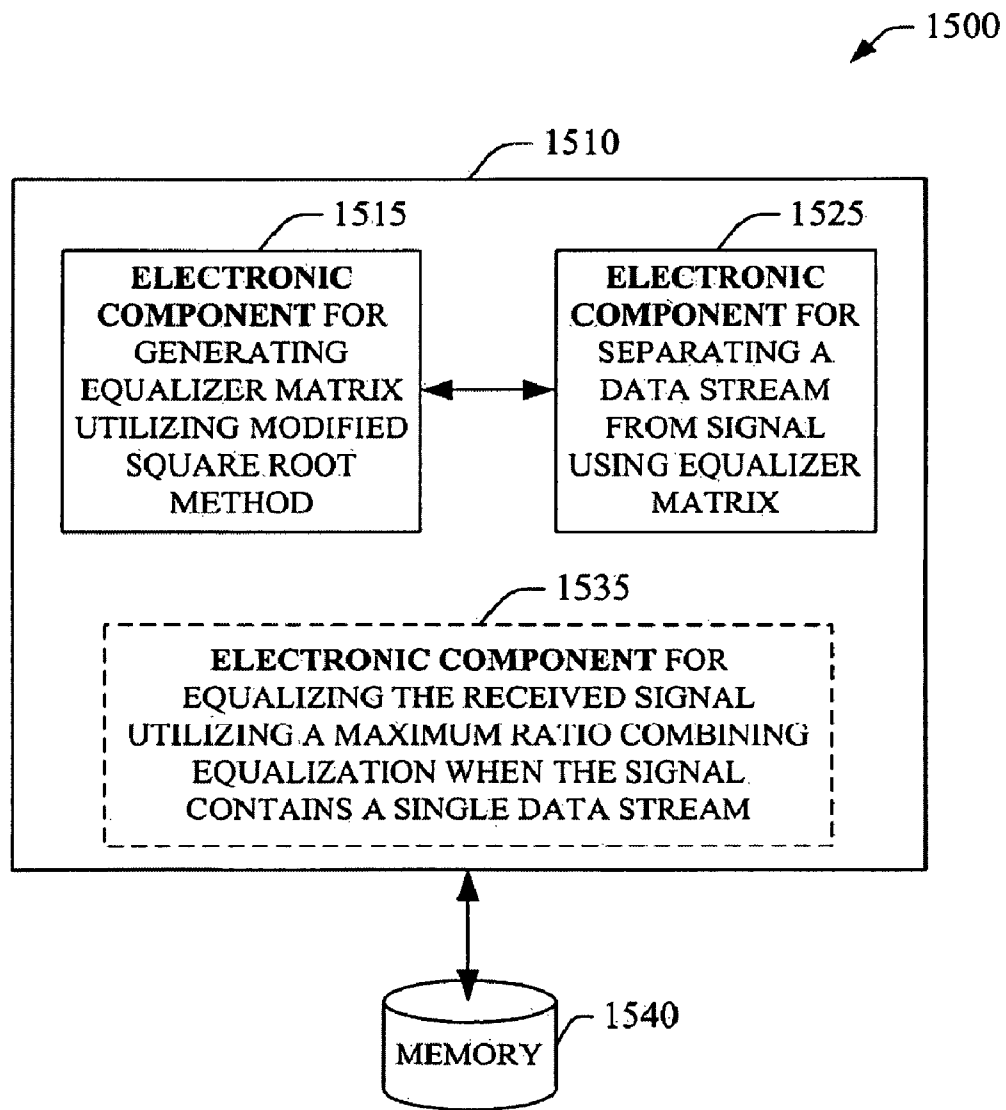 1500
1510
1515
ELECTRONIC
COMPONENT FOR
GENERATING
EQUALIZER MATRIX
UTILIZING MODIFIED
SQUARE ROOT
METHOD
1525
ELECTRONIC
COMPONENT FOR
SEPARATING A
DATA STREAM
FROM SIGNAL
USING EQUALIZER
MATRIX
1535
ELECTRONIC COMPONENT FOR
EQUALIZING THE RECEIVED SIGNAL
UTILIZING A MAXIMUM RATIO COMBINING
EQUALIZATION WHEN THE SIGNAL
CONTAINS A SINGLE DATA STREAM
1540
MEMORY